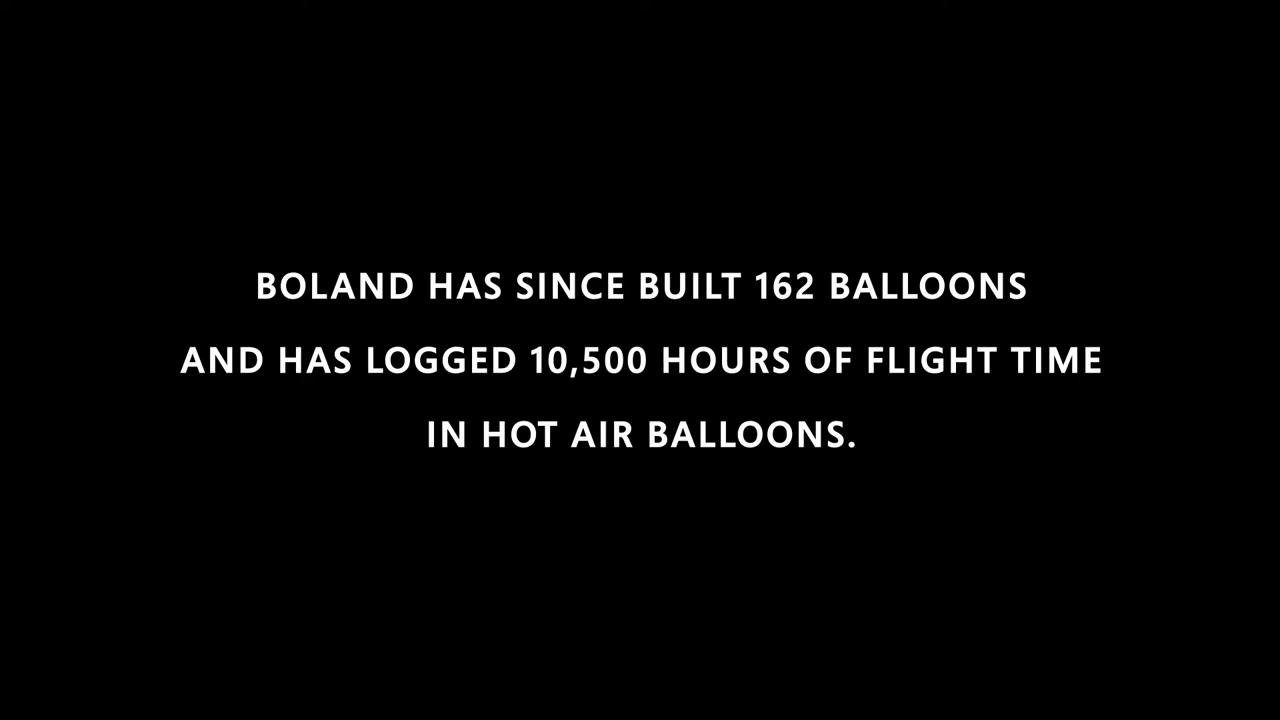 BOLAND HAS SINCE BUILT 162 BALLOONS
AND HAS LOGGED 10,500 HOURS OF FLIGHT TIME
IN HOT AIR BALLOONS.